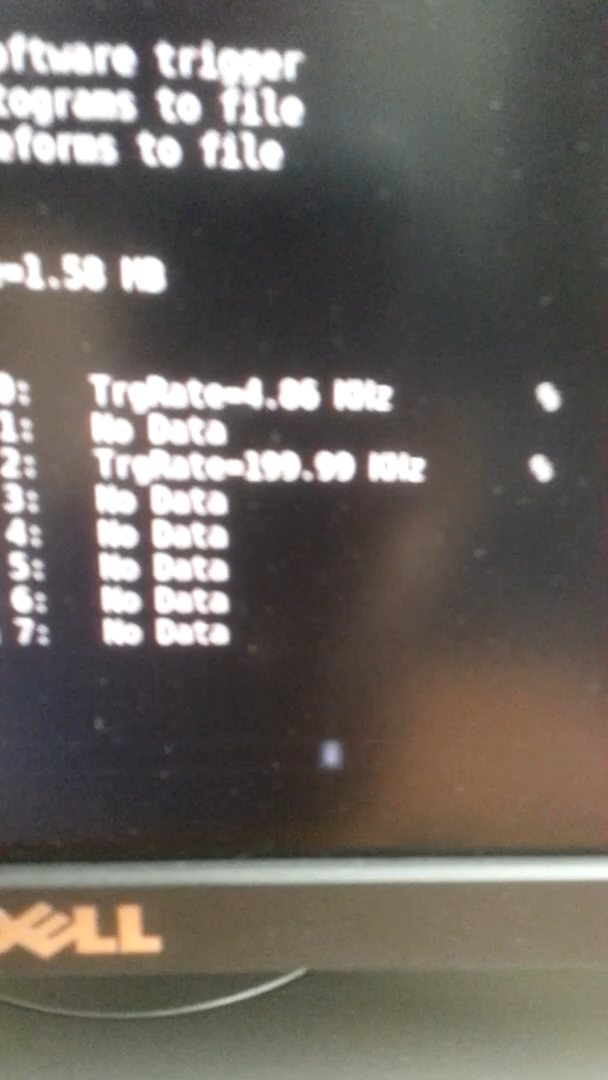 oftware trigger
tograms to file
eforms to file
=1.58 MB
0: TrgRate=4.86 KHz %
1: No Data
2: TrgRate=199.99 KHz %
3: No Data
4: No Data
5: No Data
6: No Data
7: No Data
DELL